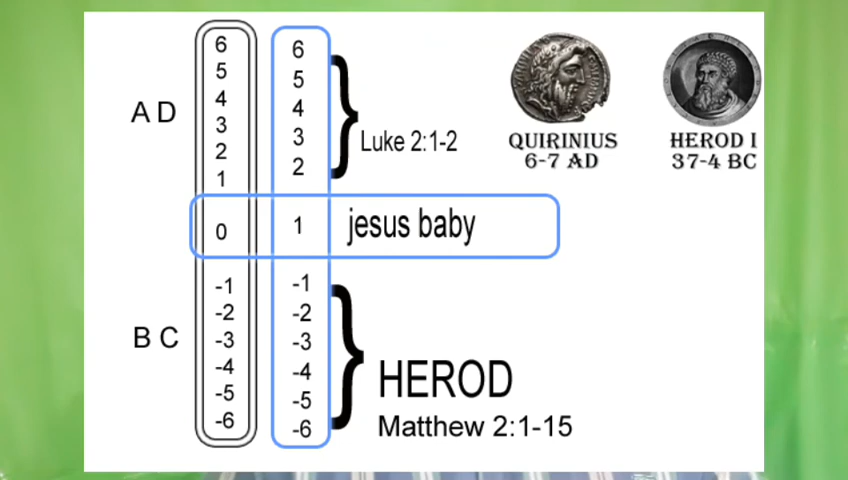 A D
B C
6
5
4
3
2
1
0
-1
-2
-3
-4
-5
-6
6
5
4
3
2
1
-1
-2
-3
-4
-5
-6
Luke 2:1-2
jesus baby
HEROD
Matthew 2:1-15
QUIRINIUS
6-7 AD
HEROD I
37-4 BC